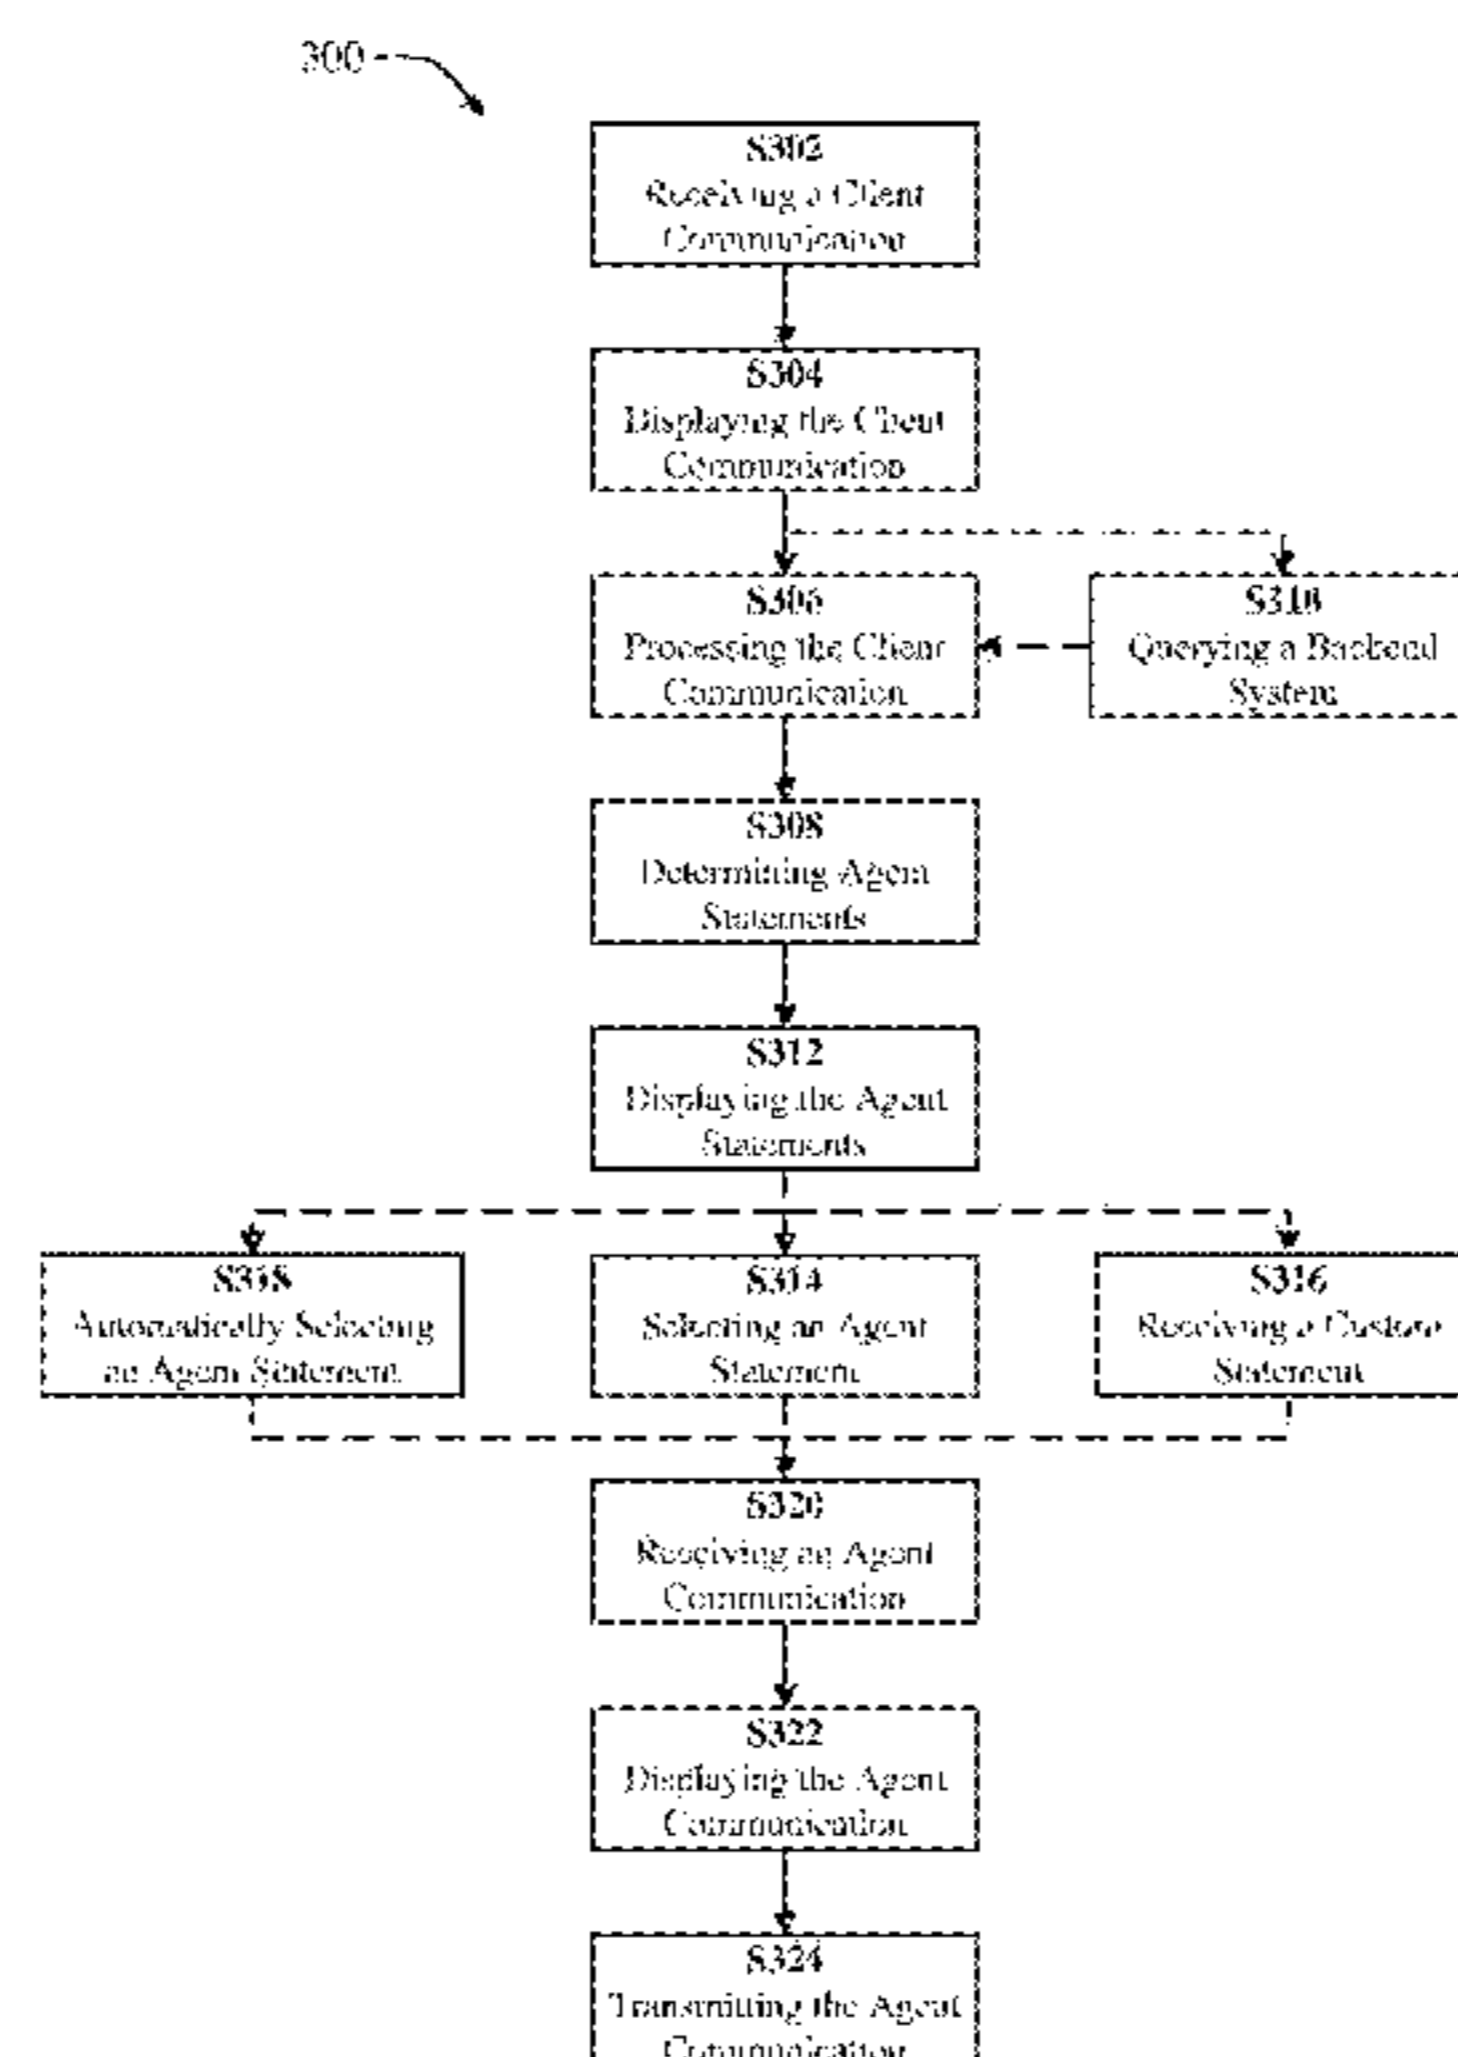 300
S302
Receiving a Client
Communication
S304
Displaying the Client
Communication
S306
Processing the Client
Communication
S310
Querying a Backend
System
S308
Determining Agent
Statements
S312
Displaying the Agent
Statements
S318
Automatically Selecting
an Agent Statement
S314
Selecting an Agent
Statement
S316
Receiving a Custom
Statement
S320
Receiving an Agent
Communication
S322
Displaying the Agent
Communication
S324
Transmitting the Agent
Communication